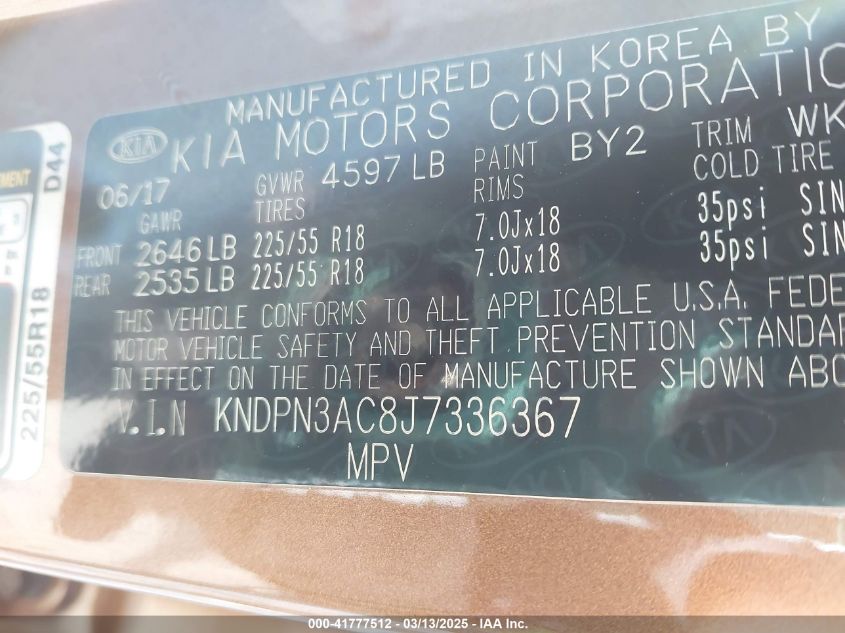 MANUFACTURED IN KOREA BY
KIA KIA MOTORS CORPORATIO
06/17 GVWR 4597 LB PAINT BY2 TRIM WK
GAWR TIRES RIMS COLD TIRE
FRONT 2646 LB 225/55 R18 7.0Jx18 35psi SIN
REAR 2535 LB 225/55 R18 7.0Jx18 35psi SIN
THIS VEHICLE CONFORMS TO ALL APPLICABLE U.S.A. FEDE
MOTOR VEHICLE SAFETY AND THEFT PREVENTION STANDAR
IN EFFECT ON THE DATE OF MANUFACTURE SHOWN ABO
V.I.N KNDPN3AC8J7336367
MPV
D44
225/55R18
000-41777512 / 03/13/2025 - IAA Inc.